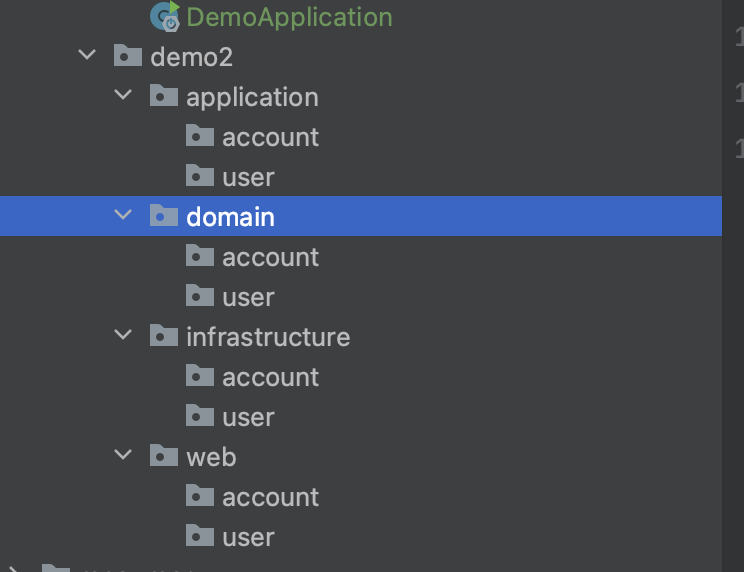 DemoApplication
demo2
application
account
user
domain
account
user
infrastructure
account
user
web
account
user